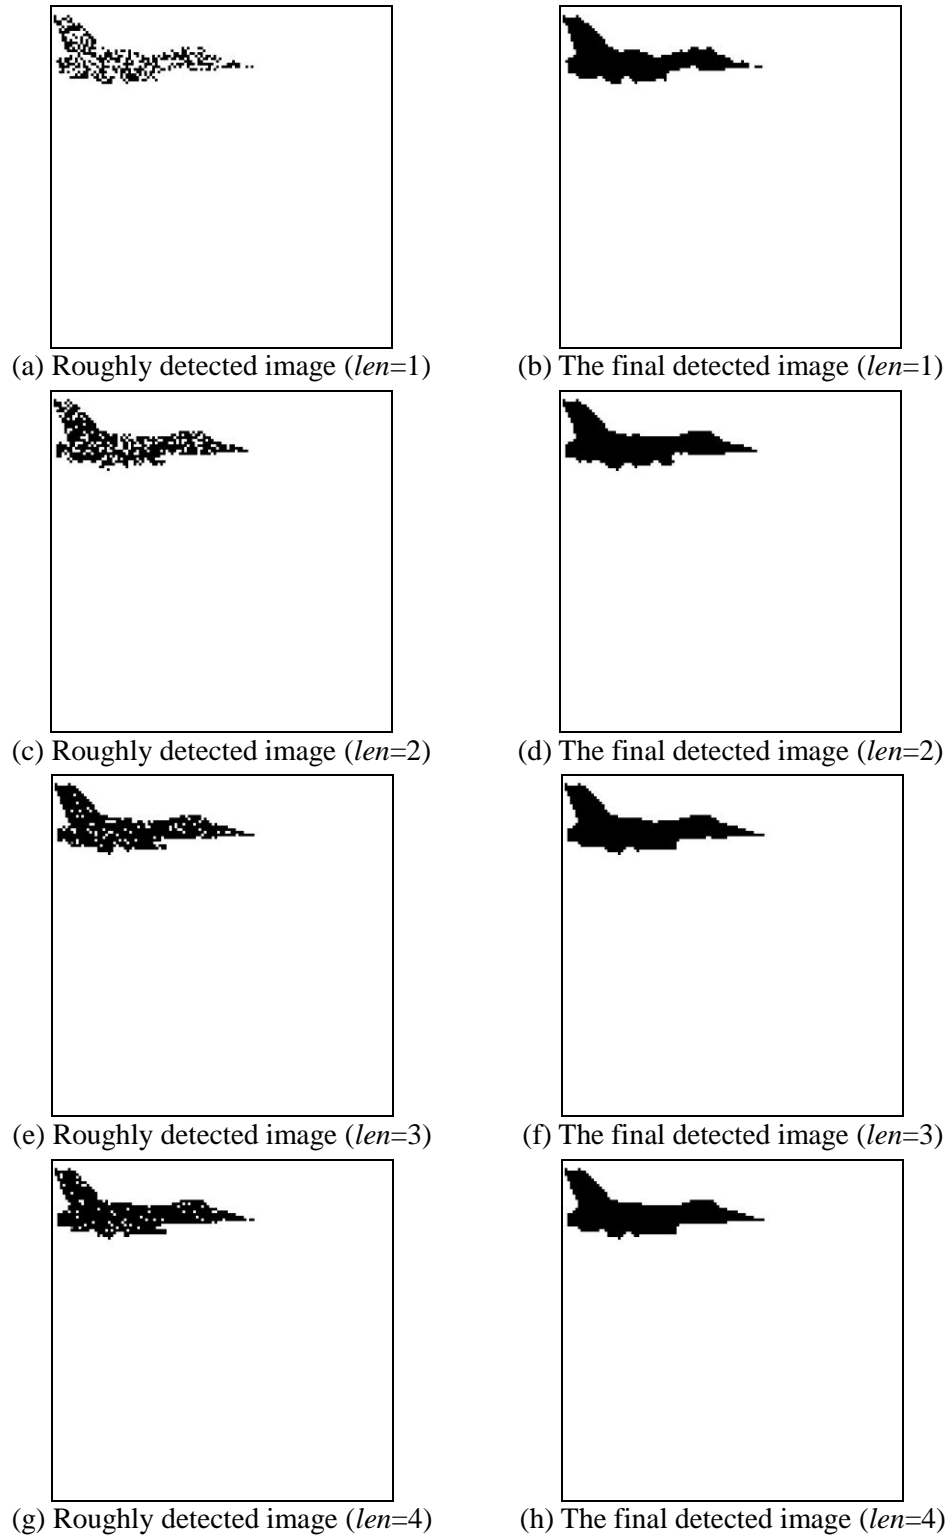 (a) Roughly detected image (len=1)
(b) The final detected image (len=1)
(c) Roughly detected image (len=2)
(d) The final detected image (len=2)
(e) Roughly detected image (len=3)
(f) The final detected image (len=3)
(g) Roughly detected image (len=4)
(h) The final detected image (len=4)